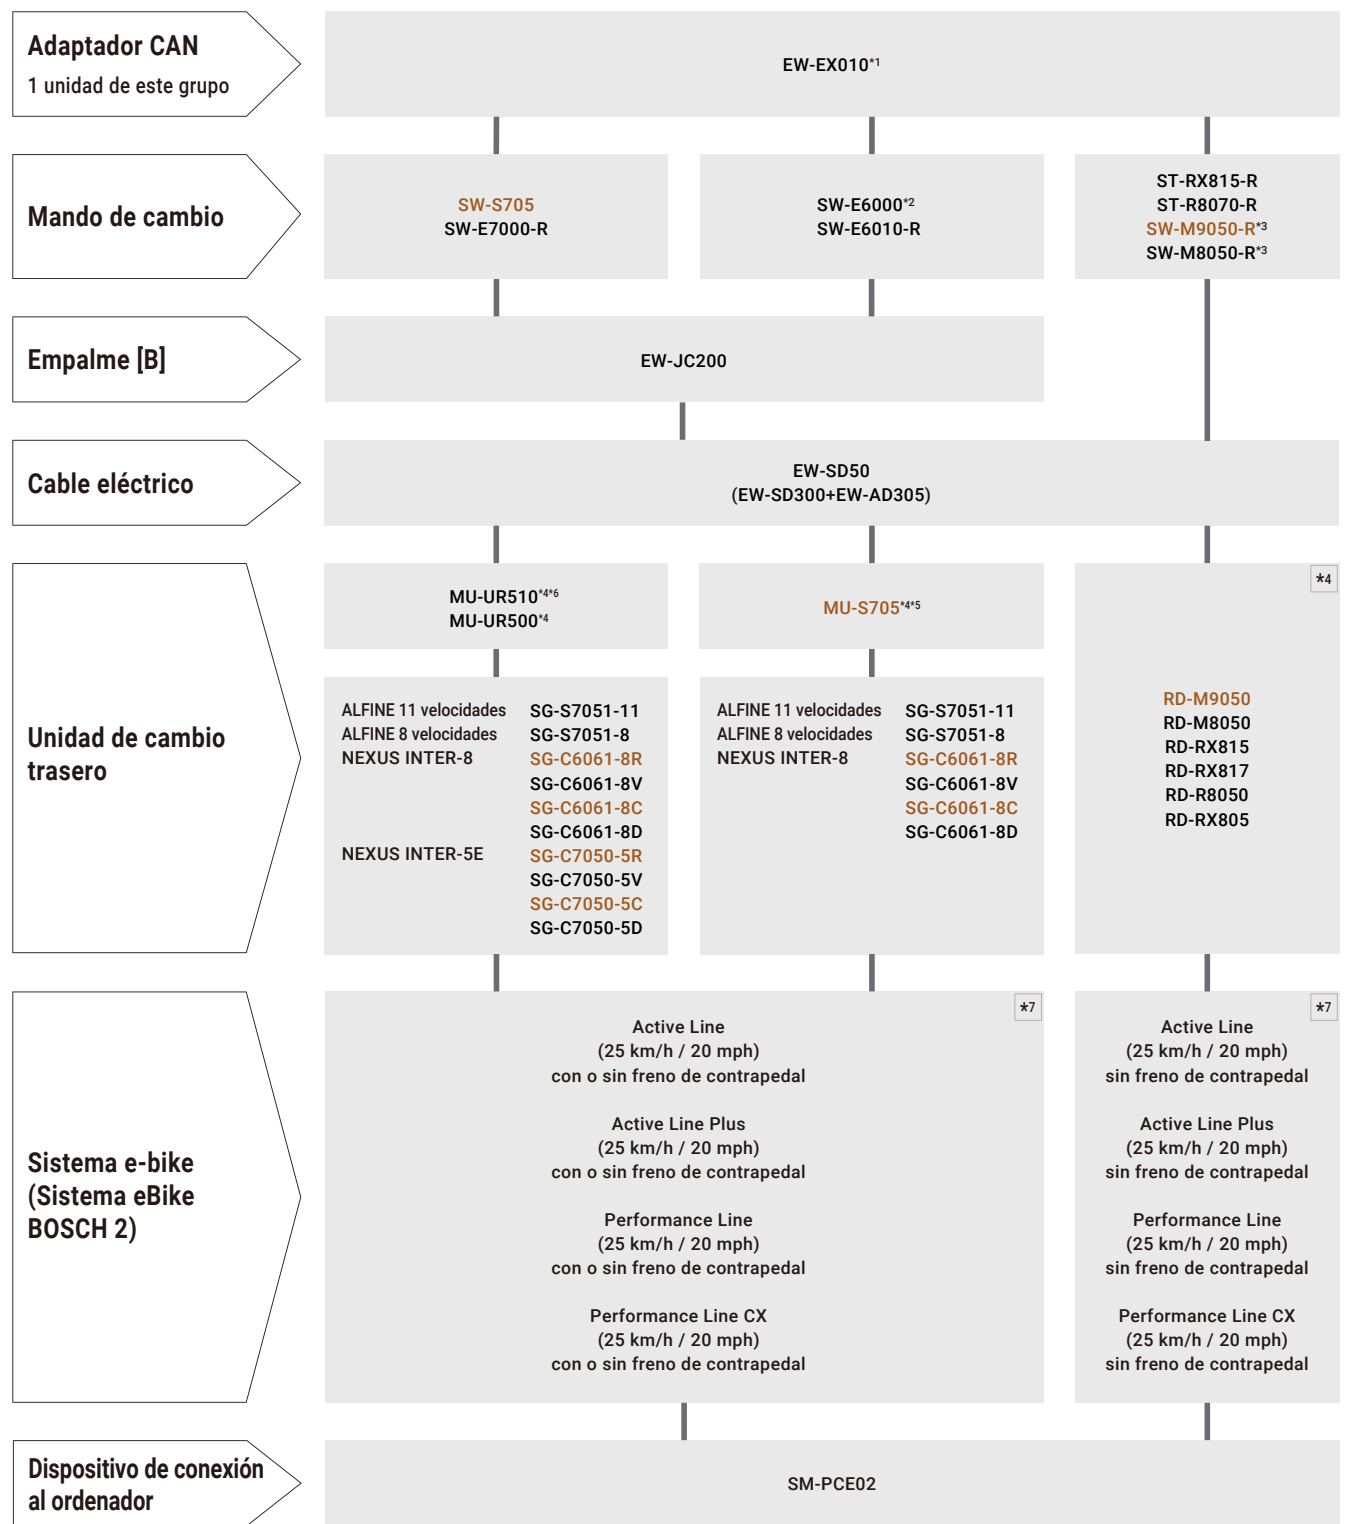 Adaptador CAN
1 unidad de este grupo
EW-EX010*1
Mando de cambio
SW-S705
SW-E7000-R
SW-E6000*2
SW-E6010-R
ST-RX815-R
ST-R8070-R
SW-M9050-R*3
SW-M8050-R*3
Empalme [B]
EW-JC200
Cable eléctrico
EW-SD50
(EW-SD300+EW-AD305)
Unidad de cambio
trasero
MU-UR510*4*6
MU-UR500*4
MU-S705*4*5
*4
ALFINE 11 velocidades SG-S7051-11
ALFINE 8 velocidades SG-S7051-8
NEXUS INTER-8 SG-C6061-8R
SG-C6061-8V
SG-C6061-8C
SG-C6061-8D
NEXUS INTER-5E SG-C7050-5R
SG-C7050-5V
SG-C7050-5C
SG-C7050-5D
ALFINE 11 velocidades SG-S7051-11
ALFINE 8 velocidades SG-S7051-8
NEXUS INTER-8 SG-C6061-8R
SG-C6061-8V
SG-C6061-8C
SG-C6061-8D
RD-M9050
RD-M8050
RD-RX815
RD-RX817
RD-R8050
RD-RX805
Sistema e-bike
(Sistema eBike
BOSCH 2)
*7
Active Line
(25 km/h / 20 mph)
con o sin freno de contrapedal
Active Line Plus
(25 km/h / 20 mph)
con o sin freno de contrapedal
Performance Line
(25 km/h / 20 mph)
con o sin freno de contrapedal
Performance Line CX
(25 km/h / 20 mph)
con o sin freno de contrapedal
*7
Active Line
(25 km/h / 20 mph)
sin freno de contrapedal
Active Line Plus
(25 km/h / 20 mph)
sin freno de contrapedal
Performance Line
(25 km/h / 20 mph)
sin freno de contrapedal
Performance Line CX
(25 km/h / 20 mph)
sin freno de contrapedal
Dispositivo de conexión
al ordenador
SM-PCE02